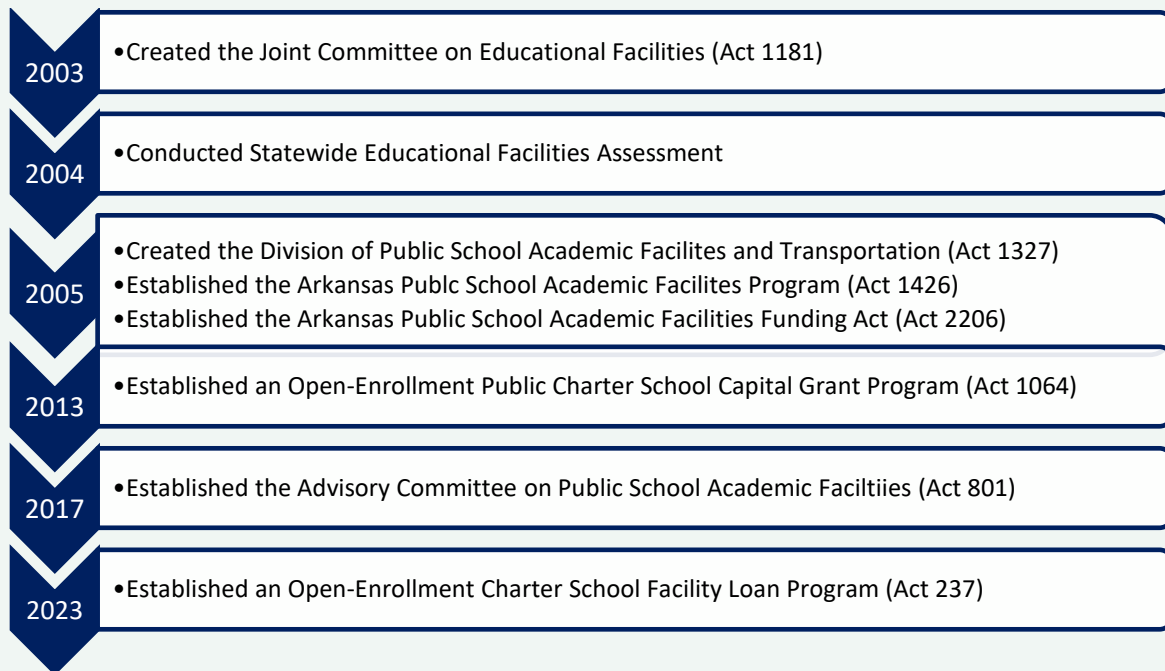 2003
•Created the Joint Committee on Educational Facilities (Act 1181)
2004
•Conducted Statewide Educational Facilities Assessment
2005
•Created the Division of Public School Academic Facilites and Transportation (Act 1327)
•Established the Arkansas Publc School Academic Facilites Program (Act 1426)
•Established the Arkansas Public School Academic Facilities Funding Act (Act 2206)
2013
•Established an Open-Enrollment Public Charter School Capital Grant Program (Act 1064)
2017
•Established the Advisory Committee on Public School Academic Faciltiies (Act 801)
2023
•Established an Open-Enrollment Charter School Facility Loan Program (Act 237)